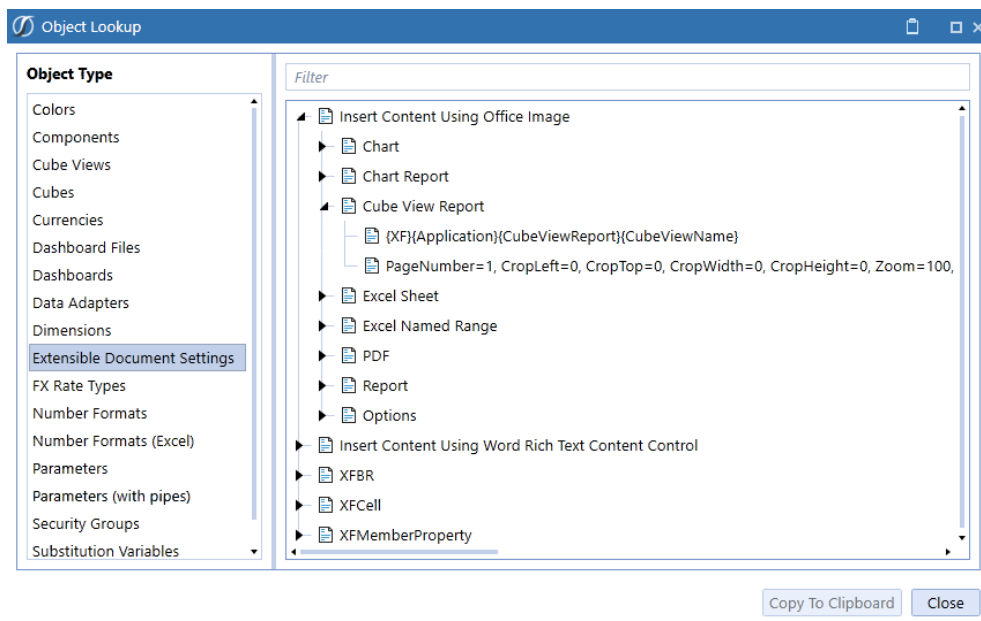 Object Lookup
Object Type
Colors
Components
Cube Views
Cubes
Currencies
Dashboard Files
Dashboards
Data Adapters
Dimensions
Extensible Document Settings
FX Rate Types
Number Formats
Number Formats (Excel)
Parameters
Parameters (with pipes)
Security Groups
Substitution Variables
Filter
Insert Content Using Office Image
Chart
Chart Report
Cube View Report
{XF}{Application}{CubeViewReport}{CubeViewName}
PageNumber=1, CropLeft=0, CropTop=0, CropWidth=0, CropHeight=0, Zoom=100,
Excel Sheet
Excel Named Range
PDF
Report
Options
Insert Content Using Word Rich Text Content Control
XFBR
XFCell
XFMemberProperty
Copy To Clipboard
Close